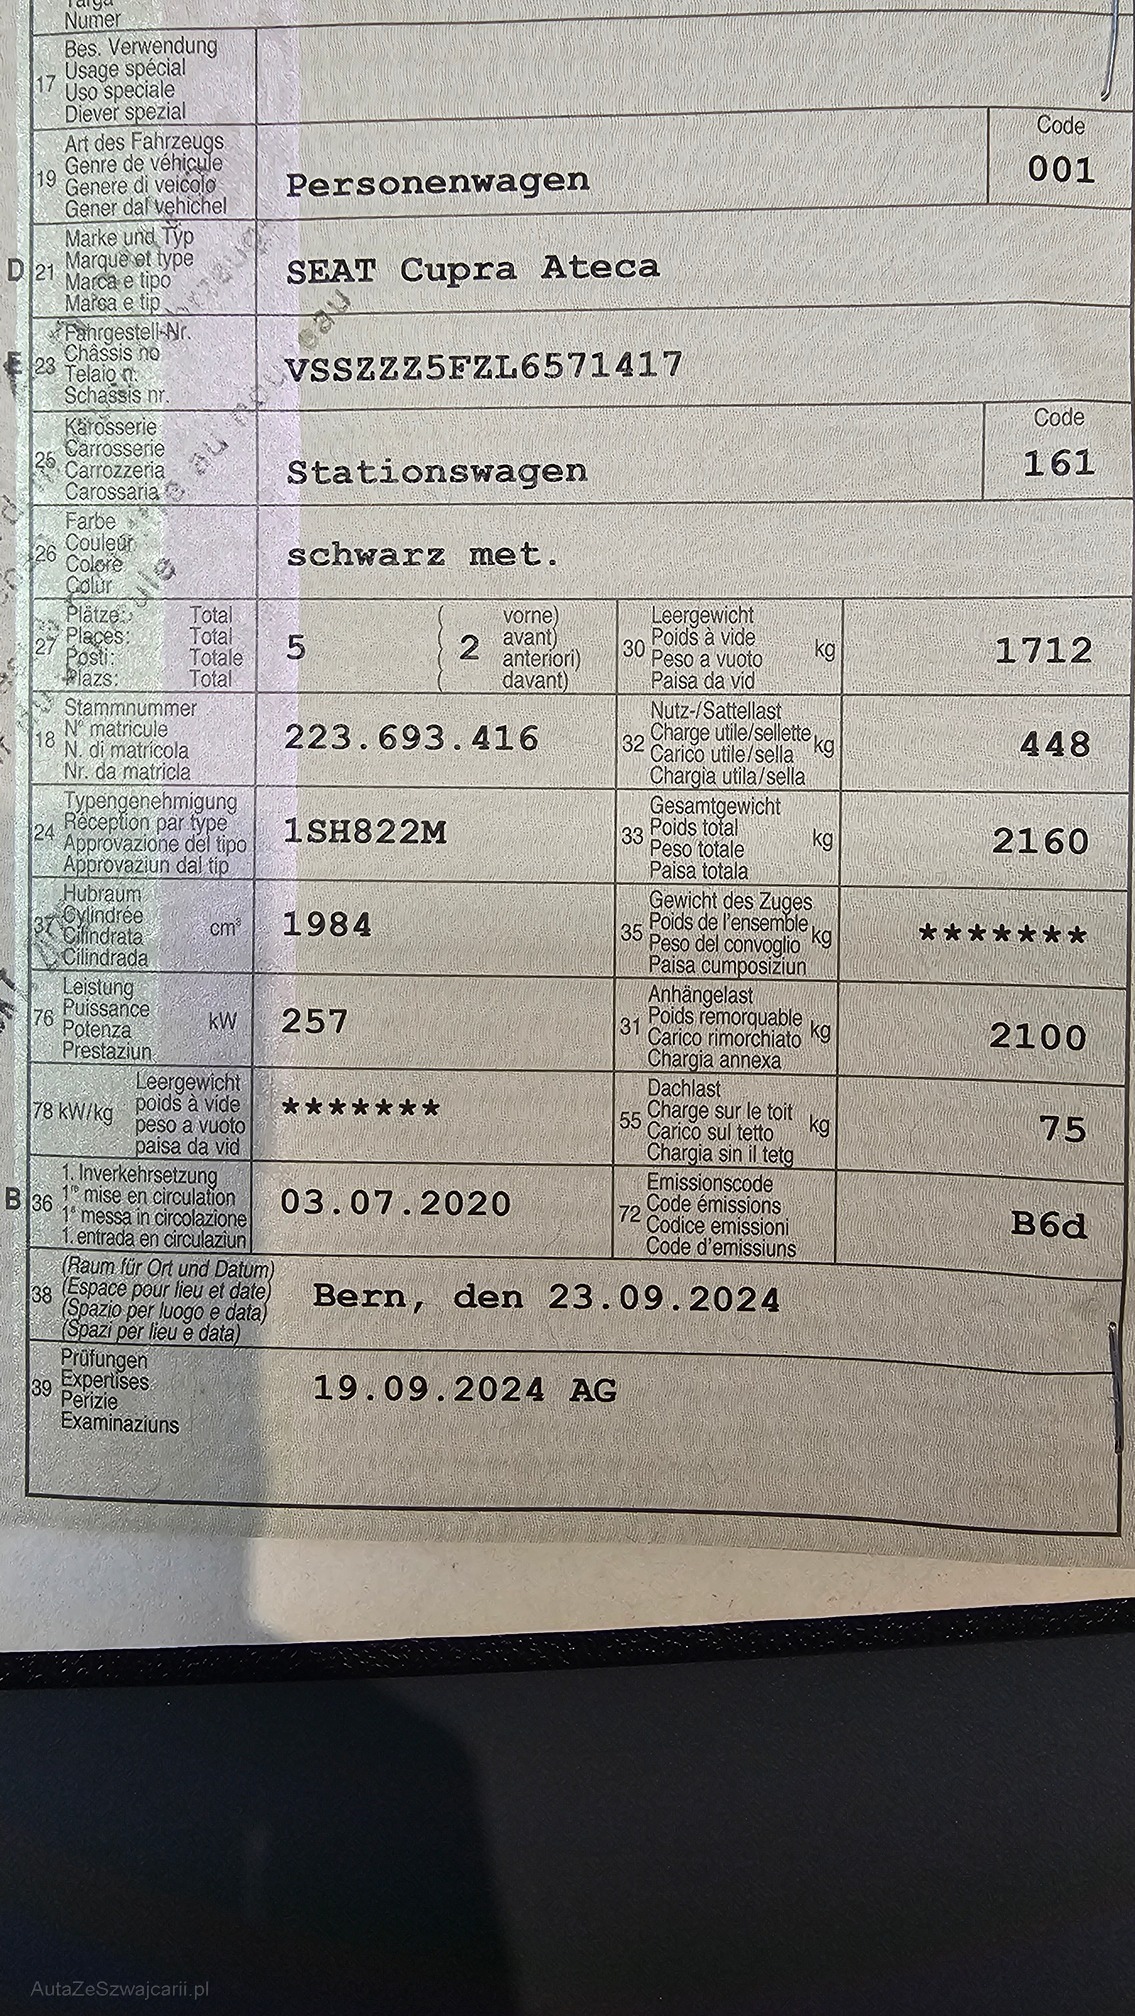 Targa
Numer
17 Bes. Verwendung
Usage spécial
Uso speciale
Diever spezial
19 Art des Fahrzeugs
Genre de véhicule
Genere di veicolo
Gener dal vehichel
Personenwagen
Code
001
D 21 Marke und Typ
Marque et type
Marca e tipo
Marca e tip
SEAT Cupra Ateca
E 23 Fahrgestell-Nr.
Châssis no
Telaio n.
Schassis nr.
VSSZZZ5FZL6571417
25 Karosserie
Carrosserie
Carrozzeria
Carossaria
Stationswagen
Code
161
26 Farbe
Couleur
Colore
Colur
schwarz met.
27 Plätze: Total
Places: Total
Posti: Totale
Plazs: Total
5
( 2 vorne)
avant)
anteriori)
davant)
30 Leergewicht
Poids à vide kg
Peso a vuoto
Paisa da vid
1712
18 Stammnummer
N° matricule
N. di matricola
Nr. da matricla
223.693.416
32 Nutz-/Sattellast
Charge utile/sellette kg
Carico utile/sella
Chargia utila/sella
448
24 Typengenehmigung
Réception par type
Approvazione del tipo
Approvaziun dal tip
1SH822M
33 Gesamtgewicht
Poids total kg
Peso totale
Paisa totala
2160
37 Hubraum
Cylindrée cm³
Cilindrata
Cilindrada
1984
35 Gewicht des Zuges
Poids de l'ensemble kg
Peso del convoglio
Paisa cumposiziun
*******
76 Leistung
Puissance kW
Potenza
Prestaziun
257
31 Anhängelast
Poids remorquable kg
Carico rimorchiato
Chargia annexa
2100
78 kW/kg Leergewicht
poids à vide
peso a vuoto
paisa da vid
*******
55 Dachlast
Charge sur le toit kg
Carico sul tetto
Chargia sin il tetg
75
B 36 1. Inverkehrsetzung
1re mise en circulation
1a messa in circolazione
1. entrada en circulaziun
03.07.2020
72 Emissionscode
Code émissions
Codice emissioni
Code d'emissiuns
B6d
38 (Raum für Ort und Datum)
(Espace pour lieu et date)
(Spazio per luogo e data)
(Spazi per lieu e data)
Bern, den 23.09.2024
39 Prüfungen
Expertises
Perizie
Examinaziuns
19.09.2024 AG
AutaZeSzwajcarii.pl